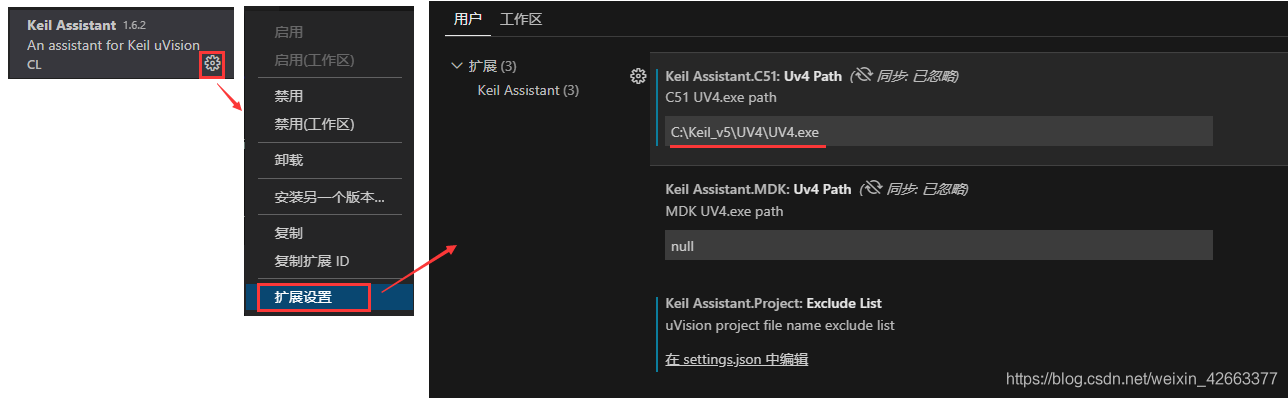 Keil Assistant 1.6.2
An assistant for Keil uVision
CL
启用
启用(工作区)
禁用
禁用(工作区)
卸载
安装另一个版本...
复制
复制扩展 ID
扩展设置
用户 工作区
扩展 (3)
Keil Assistant (3)
Keil Assistant.C51: Uv4 Path (同步: 已忽略)
C51 UV4.exe path
C:\Keil_v5\UV4\UV4.exe
Keil Assistant.MDK: Uv4 Path (同步: 已忽略)
MDK UV4.exe path
null
Keil Assistant.Project: Exclude List
uVision project file name exclude list
在 settings.json 中编辑
https://blog.csdn.net/weixin_42663377